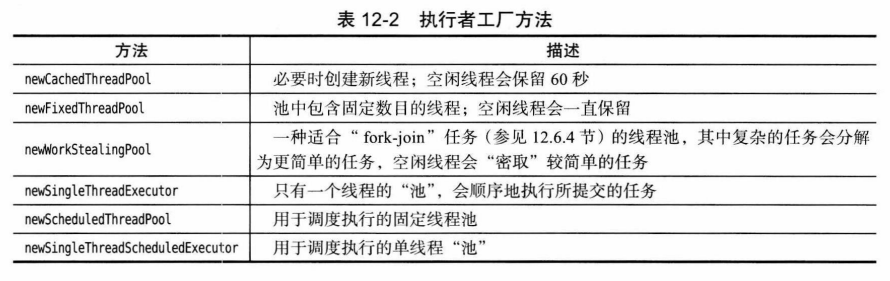 表 12-2 执行者工厂方法
方法 描述
newCachedThreadPool 必要时创建新线程；空闲线程会保留 60 秒
newFixedThreadPool 池中包含固定数目的线程；空闲线程会一直保留
newWorkStealingPool 一种适合“ fork-join”任务（参见 12.6.4 节）的线程池，其中复杂的任务会分解
为更简单的任务，空闲线程会“密取”较简单的任务
newSingleThreadExecutor 只有一个线程的“池”，会顺序地执行所提交的任务
newScheduledThreadPool 用于调度执行的固定线程池
newSingleThreadScheduledExecutor 用于调度执行的单线程“池”